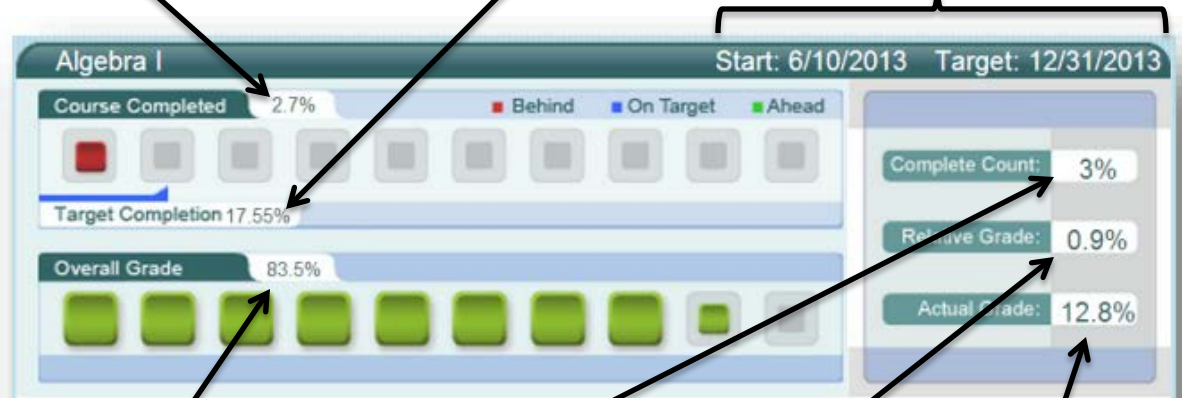 Algebra I Start: 6/10/2013 Target: 12/31/2013
Course Completed 2.7% Behind On Target Ahead
Complete Count: 3%
Target Completion 17.55%
Relative Grade: 0.9%
Overall Grade 83.5%
Actual Grade: 12.8%